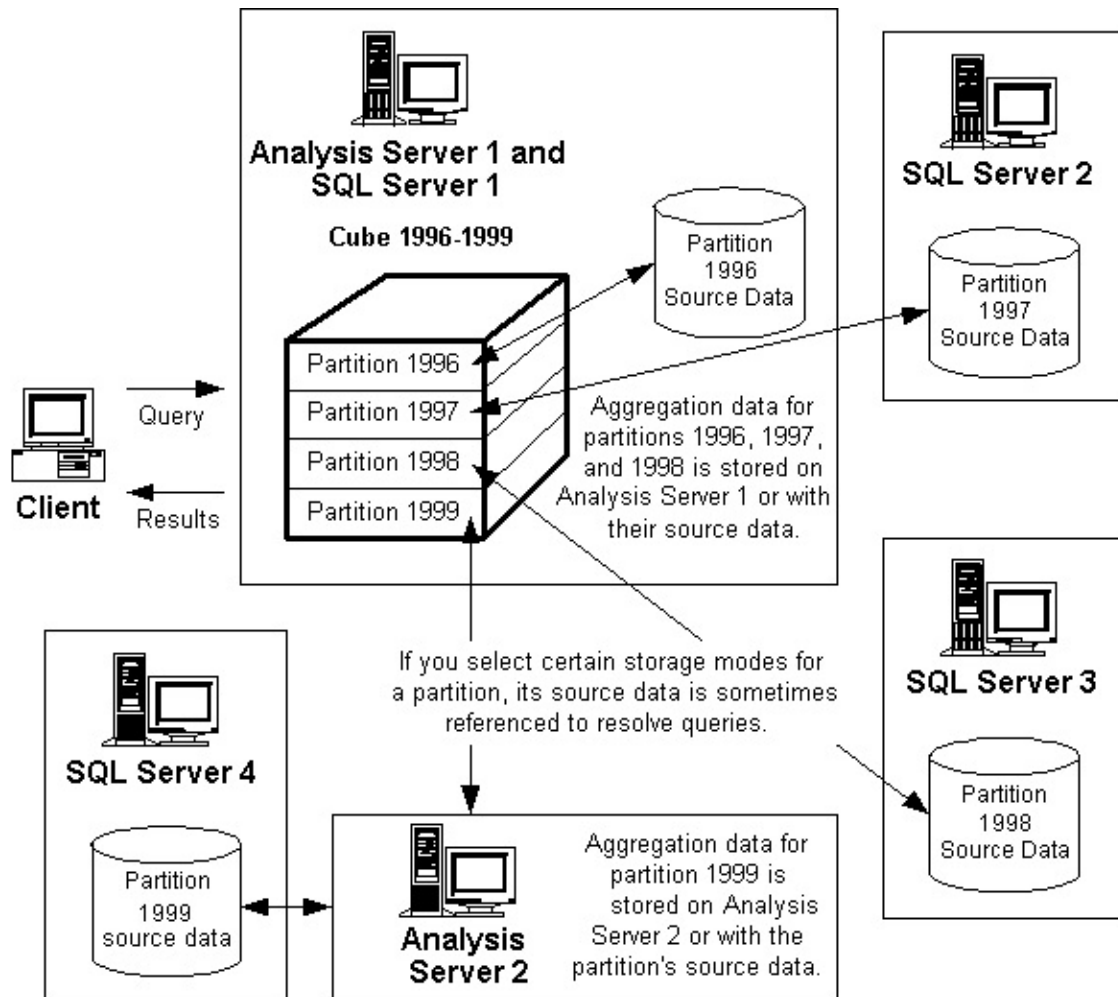 Analysis Server 1 and
SQL Server 1
Cube 1996-1999
Partition
1996
Source Data
Partition 1996
Partition 1997
Partition 1998
Partition 1999
Aggregation data for
partitions 1996, 1997,
and 1998 is stored on
Analysis Server 1 or with
their source data.
SQL Server 2
Partition
1997
Source Data
Query
Client
Results
If you select certain storage modes for
a partition, its source data is sometimes
referenced to resolve queries.
SQL Server 3
Partition
1998
Source Data
SQL Server 4
Partition
1999
source data
Analysis
Server 2
Aggregation data for
partition 1999 is
stored on Analysis
Server 2 or with the
partition's source data.